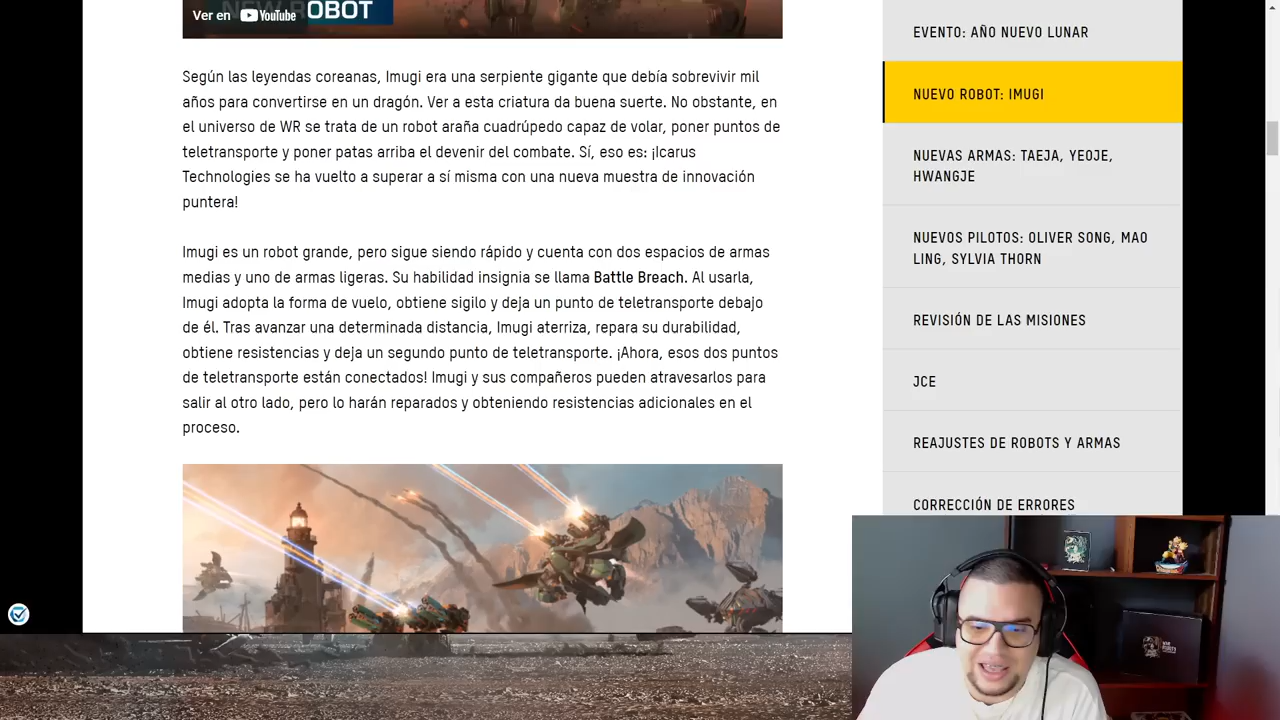 NEW ROBOT
Ver en YouTube
Según las leyendas coreanas, Imugi era una serpiente gigante que debía sobrevivir mil
años para convertirse en un dragón. Ver a esta criatura da buena suerte. No obstante, en
el universo de WR se trata de un robot araña cuadrúpedo capaz de volar, poner puntos de
teletransporte y poner patas arriba el devenir del combate. Sí, eso es: ¡Icarus
Technologies se ha vuelto a superar a sí misma con una nueva muestra de innovación
puntera!
Imugi es un robot grande, pero sigue siendo rápido y cuenta con dos espacios de armas
medias y uno de armas ligeras. Su habilidad insignia se llama Battle Breach. Al usarla,
Imugi adopta la forma de vuelo, obtiene sigilo y deja un punto de teletransporte debajo
de él. Tras avanzar una determinada distancia, Imugi aterriza, repara su durabilidad,
obtiene resistencias y deja un segundo punto de teletransporte. ¡Ahora, esos dos puntos
de teletransporte están conectados! Imugi y sus compañeros pueden atravesarlos para
salir al otro lado, pero lo harán reparados y obteniendo resistencias adicionales en el
proceso.
EVENTO: AÑO NUEVO LUNAR
NUEVO ROBOT: IMUGI
NUEVAS ARMAS: TAEJA, YEOJE,
HWANGJE
NUEVOS PILOTOS: OLIVER SONG, MAO
LING, SYLVIA THORN
REVISIÓN DE LAS MISIONES
JCE
REAJUSTES DE ROBOTS Y ARMAS
CORRECCIÓN DE ERRORES